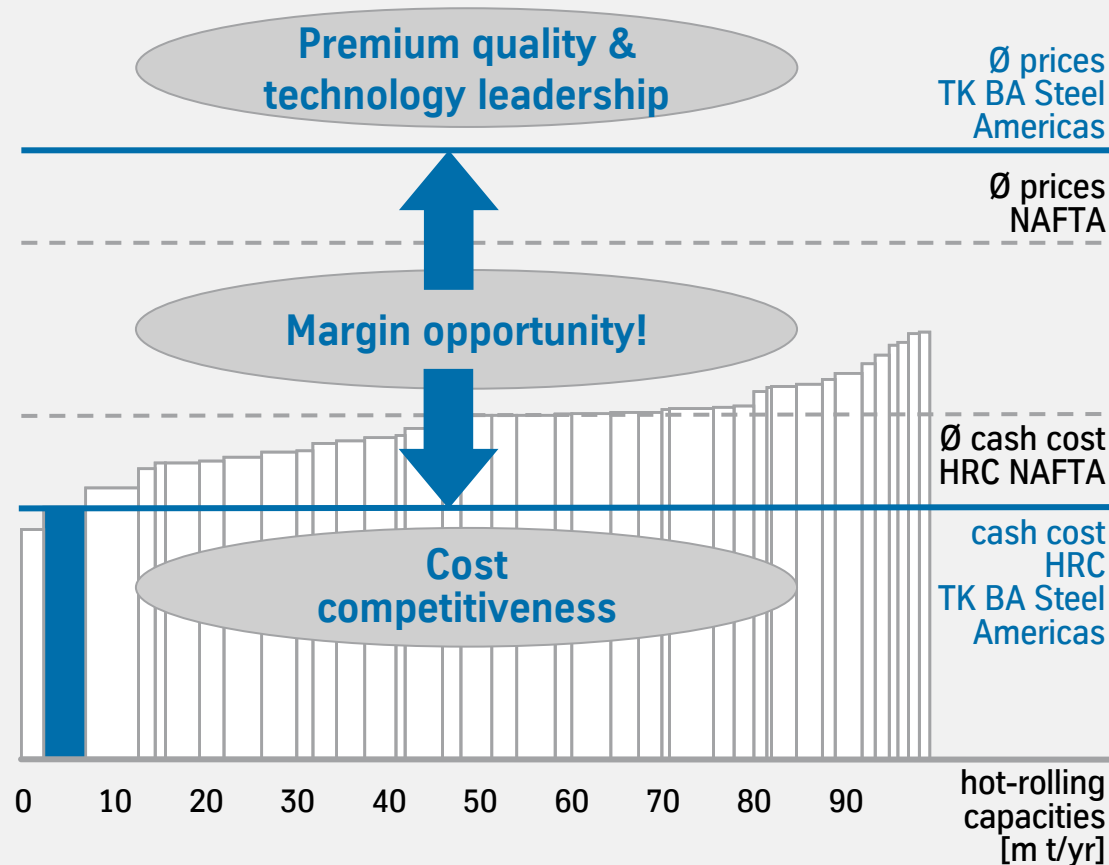 Premium quality &
technology leadership
Ø prices
TK BA Steel
Americas
Ø prices
NAFTA
Margin opportunity!
Ø cash cost
HRC NAFTA
Cost
competitiveness
cash cost
HRC
TK BA Steel
Americas
0 10 20 30 40 50 60 70 80 90
hot-rolling
capacities
[m t/yr]